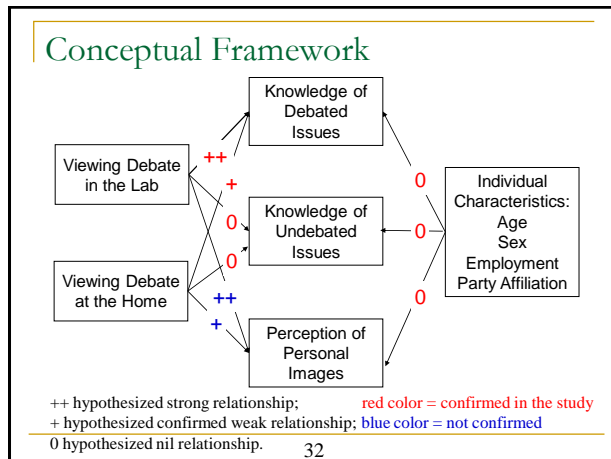 Conceptual Framework
Knowledge of
Debated
Issues
Viewing Debate
in the Lab
++
+
0
0
Knowledge of
Undebated
Issues
Viewing Debate
at the Home
++
+
Perception of
Personal
Images
0
0
0
Individual
Characteristics:
Age
Sex
Employment
Party Affiliation
++ hypothesized strong relationship; red color = confirmed in the study
+ hypothesized confirmed weak relationship; blue color = not confirmed
0 hypothesized nil relationship.
32